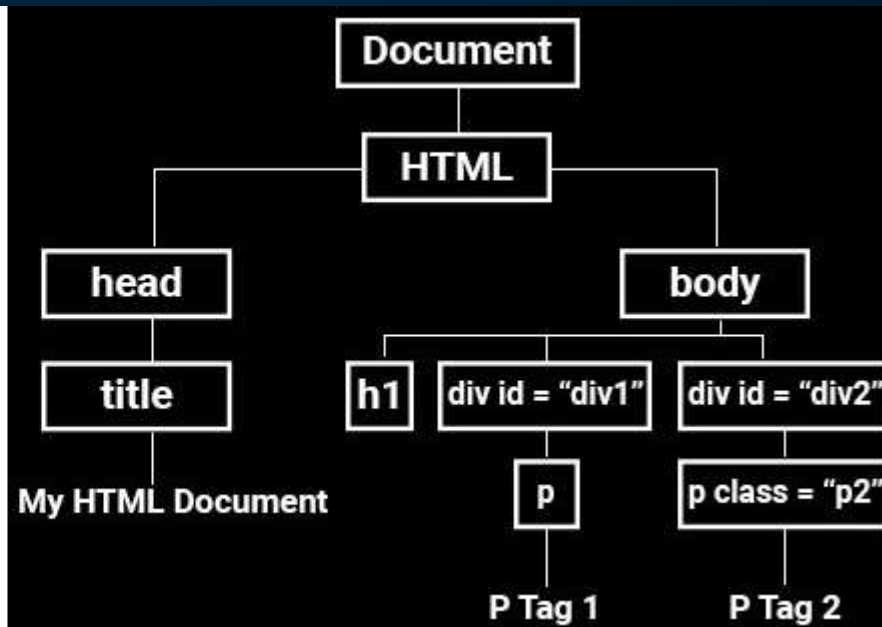 Document
HTML
head
body
title
h1
div id = “div1”
div id = “div2”
My HTML Document
p
p class = “p2”
P Tag 1
P Tag 2